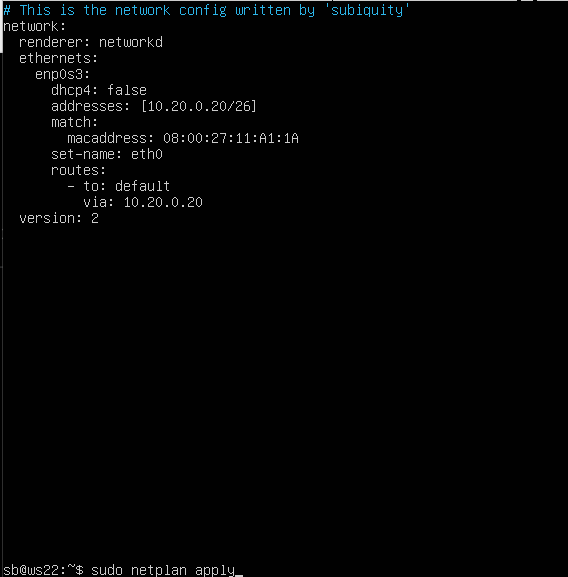 # This is the network config written by 'subiquity'
network:
  renderer: networkd
  ethernets:
    enp0s3:
      dhcp4: false
      addresses: [10.20.0.20/26]
      match:
        macaddress: 08:00:27:11:A1:1A
      set-name: eth0
      routes:
        - to: default
          via: 10.20.0.20
  version: 2
sb@ws22:~$ sudo netplan apply_